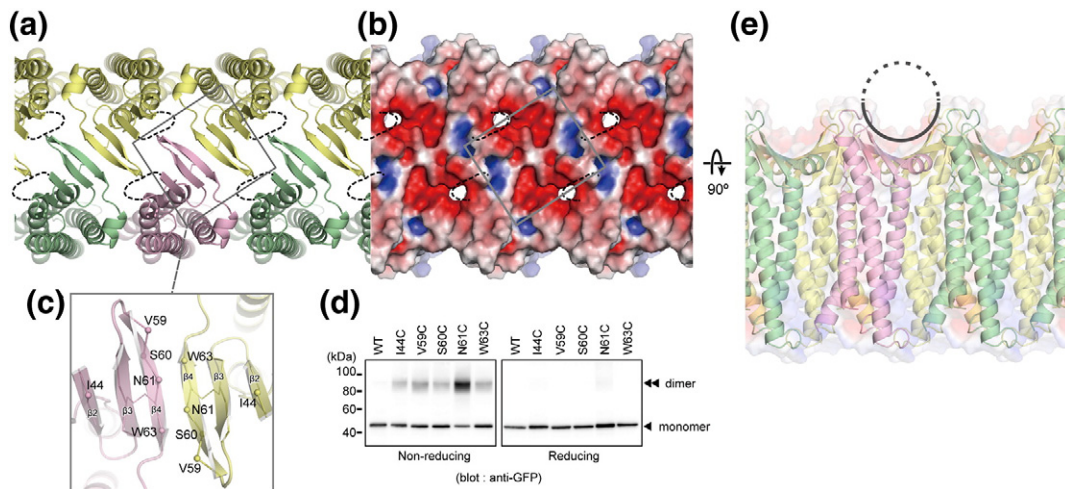 (a)
(b)
(e)
90°
(c)
V59
S60
W63
β4
β3
β2
I44
N61
I44
β2
β3
β4
N61
W63
S60
V59
(d)
WT
I44C
V59C
S60C
N61C
W63C
WT
I44C
V59C
S60C
N61C
W63C
(kDa)
100
80
60
40
dimer
monomer
Non-reducing
Reducing
(blot : anti-GFP)